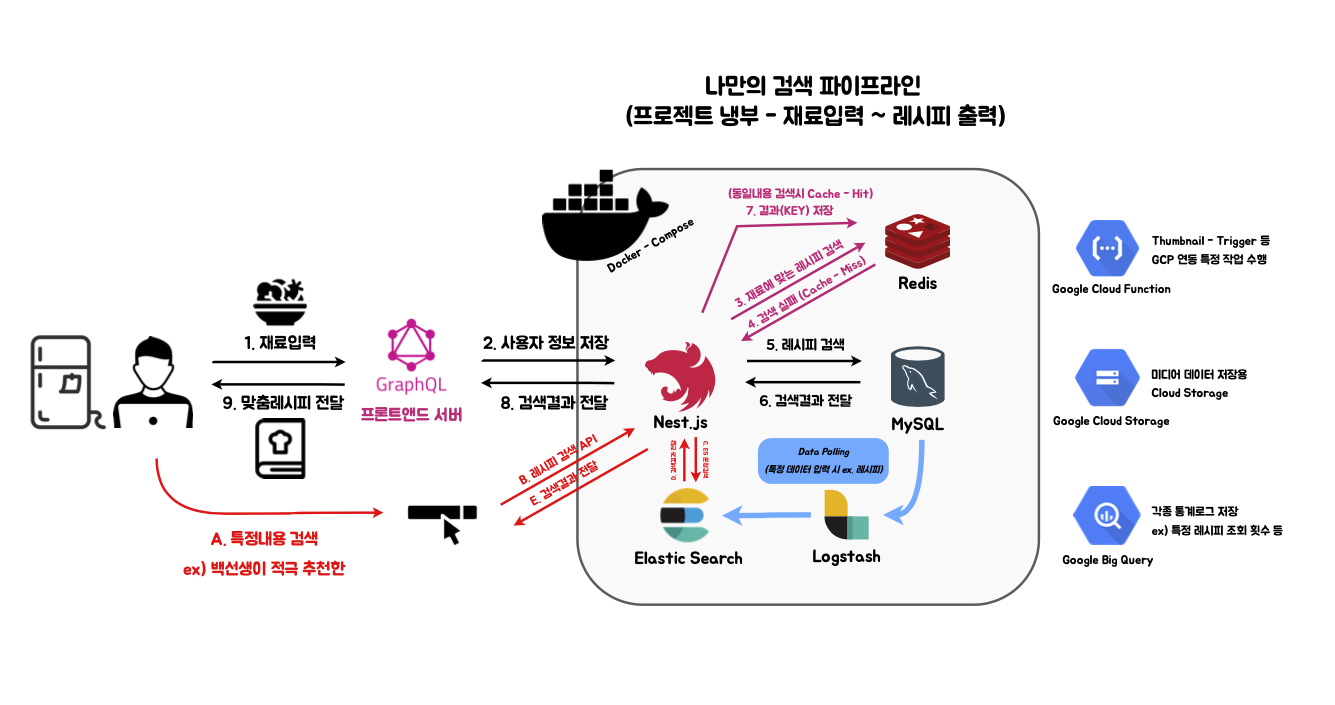 나만의 검색 파이프라인
(프로젝트 냉부 - 재료입력 ~ 레시피 출력)
Docker - Compose
(동일내용 검색시 Cache - Hit)
7. 결과(KEY) 저장
3. 재료에 맞는 레시피 검색
4. 검색 실패 (Cache - Miss)
Redis
Thumbnail - Trigger 등
GCP 연동 특정 작업 수행
Google Cloud Function
1. 재료입력
9. 맞춤레시피 전달
GraphQL
프론트앤드 서버
2. 사용자 정보 저장
8. 검색결과 전달
Nest.js
5. 레시피 검색
6. 검색결과 전달
MySQL
미디어 데이터 저장용
Cloud Storage
Google Cloud Storage
B. 레시피 검색 API
E. 검색결과 전달
Data Polling
(특정 데이터 입력 시 ex. 레시피)
A. 특정내용 검색
ex) 백선생이 적극 추천한
Elastic Search
Logstash
각종 통계로그 저장
ex) 특정 레시피 조회 횟수 등
Google Big Query